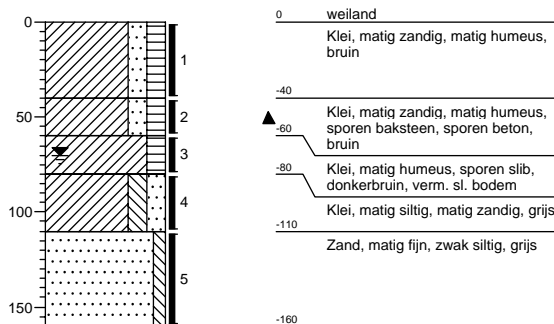 0
50
100
150
1
2
3
4
5
0 weiland
Klei, matig zandig, matig humeus,
bruin
-40
Klei, matig zandig, matig humeus,
sporen baksteen, sporen beton,
bruin
-60
Klei, matig humeus, sporen slib,
donkerbruin, verm. sl. bodem
-80
Klei, matig siltig, matig zandig, grijs
-110
Zand, matig fijn, zwak siltig, grijs
-160